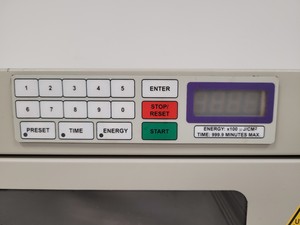 1 2 3 4 5 ENTER
6 7 8 9 0 STOP/
RESET
PRESET TIME ENERGY START
ENERGY: x100 µJ/CM²
TIME: 999.9 MINUTES MAX.